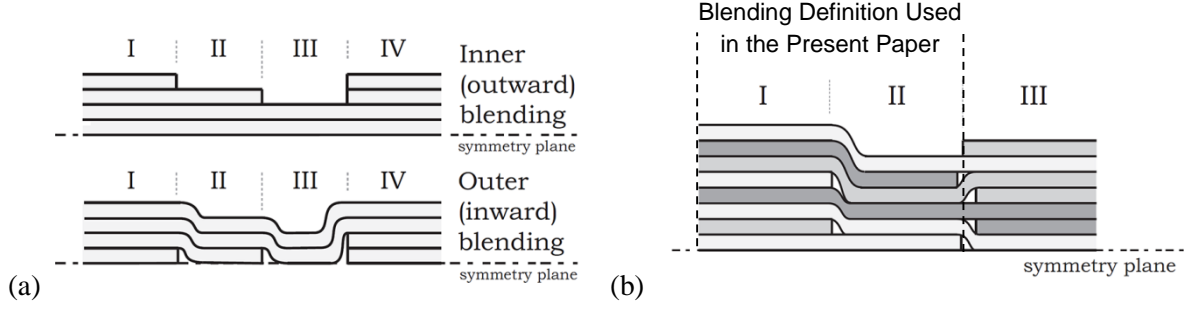 I II III IV
Inner
(outward)
blending
symmetry plane
I II III IV
Outer
(inward)
blending
symmetry plane
(a)
Blending Definition Used
in the Present Paper
I II III
symmetry plane
(b)